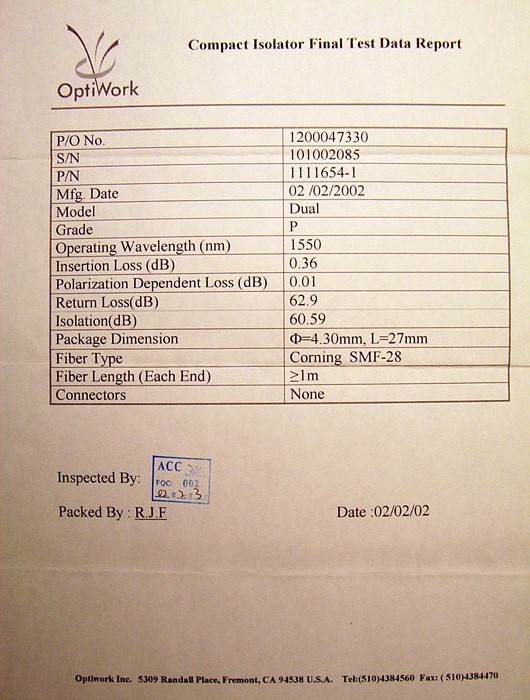 Compact Isolator Final Test Data Report
OptiWork
P/O No. 1200047330
S/N 101002085
P/N 1111654-1
Mfg. Date 02 /02/2002
Model Dual
Grade P
Operating Wavelength (nm) 1550
Insertion Loss (dB) 0.36
Polarization Dependent Loss (dB) 0.01
Return Loss(dB) 62.9
Isolation(dB) 60.59
Package Dimension Φ=4.30mm, L=27mm
Fiber Type Corning SMF-28
Fiber Length (Each End) ≥1m
Connectors None
ACC
Inspected By:
FQC: 002
Packed By : R.J.F Date :02/02/02
Optiwork Inc. 5309 Randall Place, Fremont, CA 94538 U.S.A. Tel:(510)4384560 Fax: ( 510)4384470